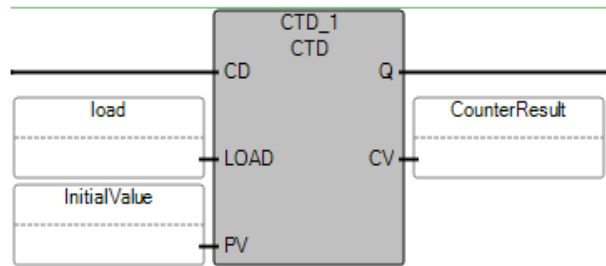 CTD_1
CTD
CD Q
load CounterResult
LOAD CV
InitialValue
PV